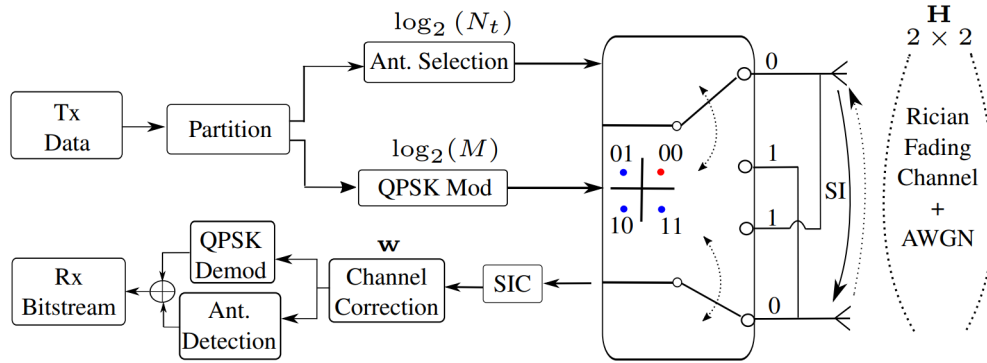 log₂ (Nₜ)
Ant. Selection
Tx
Data
Partition
log₂(M)
QPSK Mod
01 00
10 11
0
1
1
0
SI
H
2 × 2
Rician
Fading
Channel
+
AWGN
Rx
Bitstream
QPSK
Demod
Ant.
Detection
w
Channel
Correction
SIC